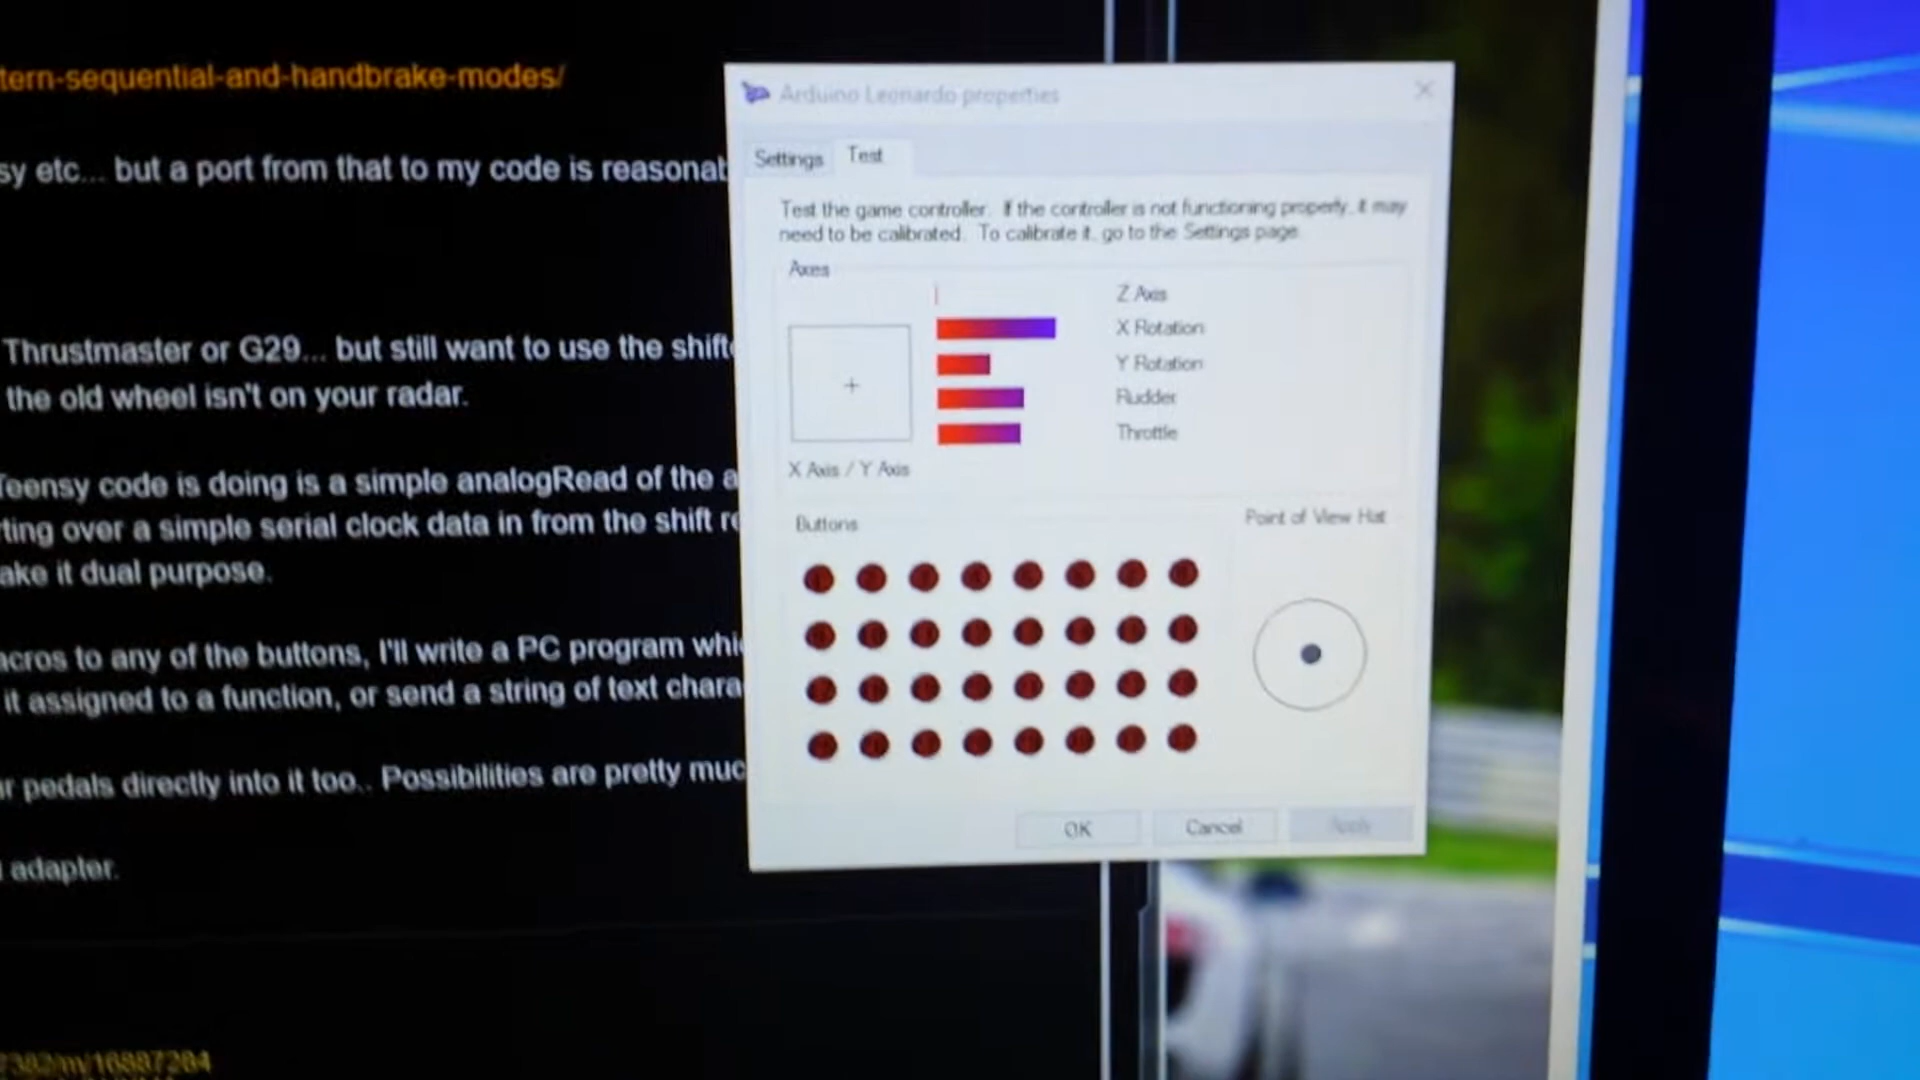 tern-sequential-and-handbrake-modes/
sy etc... but a port from that to my code is reasonab
Thrustmaster or G29... but still want to use the shift
the old wheel isn't on your radar.
Teensy code is doing is a simple analogRead of the a
ting over a simple serial clock data in from the shift re
ake it dual purpose.
acros to any of the buttons, I'll write a PC program whi
it assigned to a function, or send a string of text chara
ur pedals directly into it too.. Possibilities are pretty muc
adapter.
Arduino Leonardo properties
Settings Test
Test the game controller. If the controller is not functioning properly, it may
need to be calibrated. To calibrate it, go to the Settings page.
Axes
Z Axis
X Rotation
Y Rotation
Rudder
Throttle
X Axis / Y Axis
Buttons
Point of View Hat
OK Cancel Apply